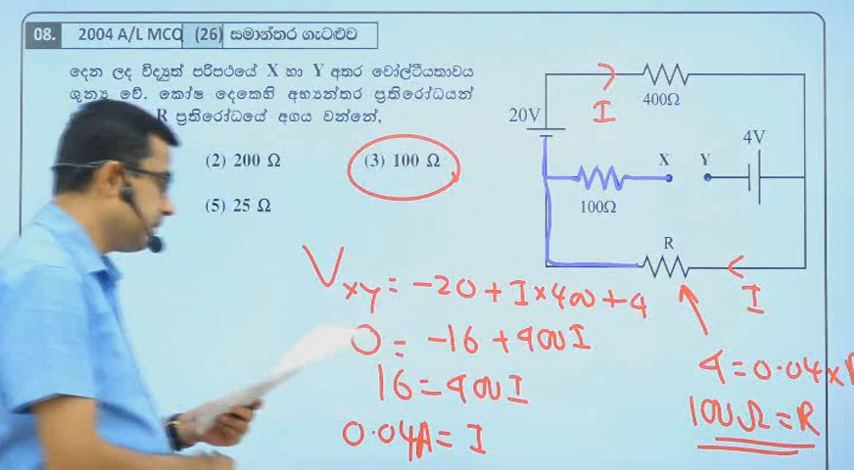 08. 2004 A/L MCQ (26) සමාන්තර ගැටළුව
දෙන ලද විද්‍යුත් පරිපථයේ X හා Y අතර වෝල්ටීයතාවය
ශුන්‍ය වේ. කෝෂ දෙකෙහි අභ්‍යන්තර ප්‍රතිරෝධයන්
R ප්‍රතිරෝධයේ අගය වන්නේ,
(2) 200 Ω (3) 100 Ω
(5) 25 Ω
I
400Ω
20V
4V
X Y
100Ω
R
I
Vxy = -20 + I×400 + 4
0 = -16 + 400I
16 = 400I
0.04A = I
4 = 0.04 × R
100Ω = R